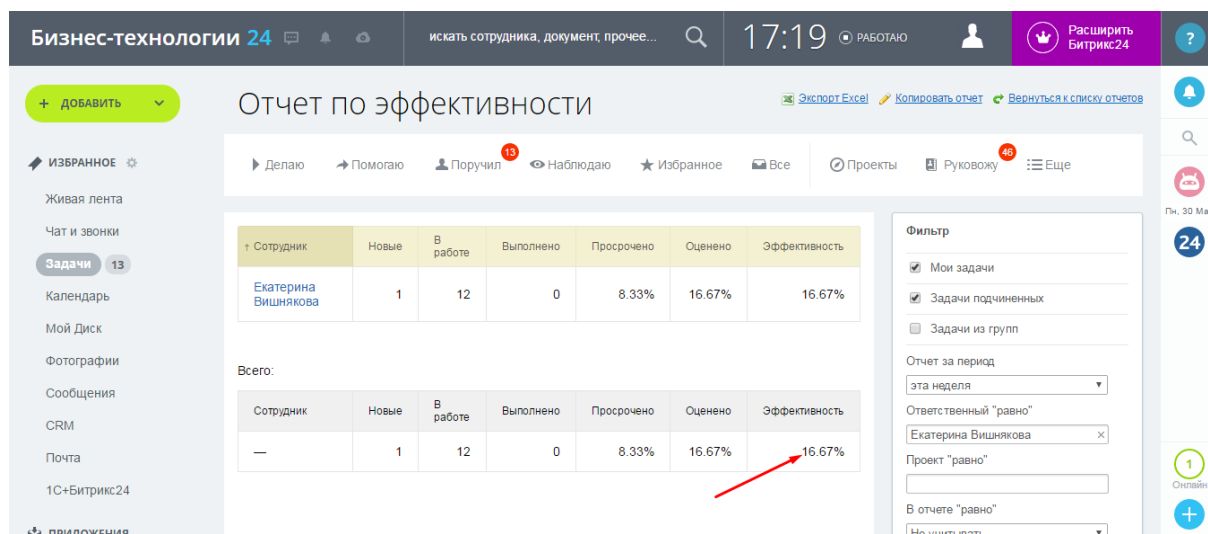 Бизнес-технологии 24
искать сотрудника, документ, прочее...
17:19
РАБОТАЮ
Расширить
Битрикс24
?
+ ДОБАВИТЬ
Отчет по эффективности
Экспорт Excel
Копировать отчет
Вернуться к списку отчетов
ИЗБРАННОЕ
Живая лента
Чат и звонки
Задачи 13
Календарь
Мой Диск
Фотографии
Сообщения
CRM
Почта
1С+Битрикс24
ПРИЛОЖЕНИЯ
Делаю
Помогаю
Поручил 13
Наблюдаю
Избранное
Все
Проекты
Руковожу 46
Еще
↑ Сотрудник Новые В работе Выполнено Просрочено Оценено Эффективность
Екатерина
Вишнякова
1 12 0 8.33% 16.67% 16.67%
Всего:
Сотрудник Новые В работе Выполнено Просрочено Оценено Эффективность
— 1 12 0 8.33% 16.67% 16.67%
Фильтр
Мои задачи
Задачи подчиненных
Задачи из групп
Отчет за период
эта неделя
Ответственный "равно"
Екатерина Вишнякова ×
Проект "равно"
В отчете "равно"
Не учитывать
Пн, 30 Ма
24
1
Онлайн
+